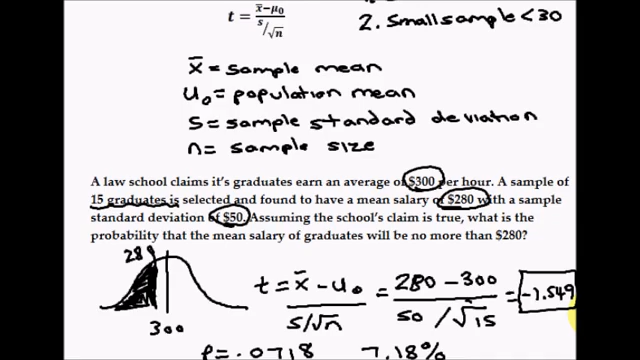 t = x̄−μ₀ / s/√n
2. Small sample < 30
x̄ = sample mean
u₀ = population mean
S = sample standard deviation
n = sample size
A law school claims it's graduates earn an average of $300 per hour. A sample of
15 graduates is selected and found to have a mean salary of $280 with a sample
standard deviation of $50. Assuming the school's claim is true, what is the
probability that the mean salary of graduates will be no more than $280?
280
300
t = x̄ − u₀ / s/√n = 280 − 300 / 50/√15 = −1.549
P = .0718 7.18%